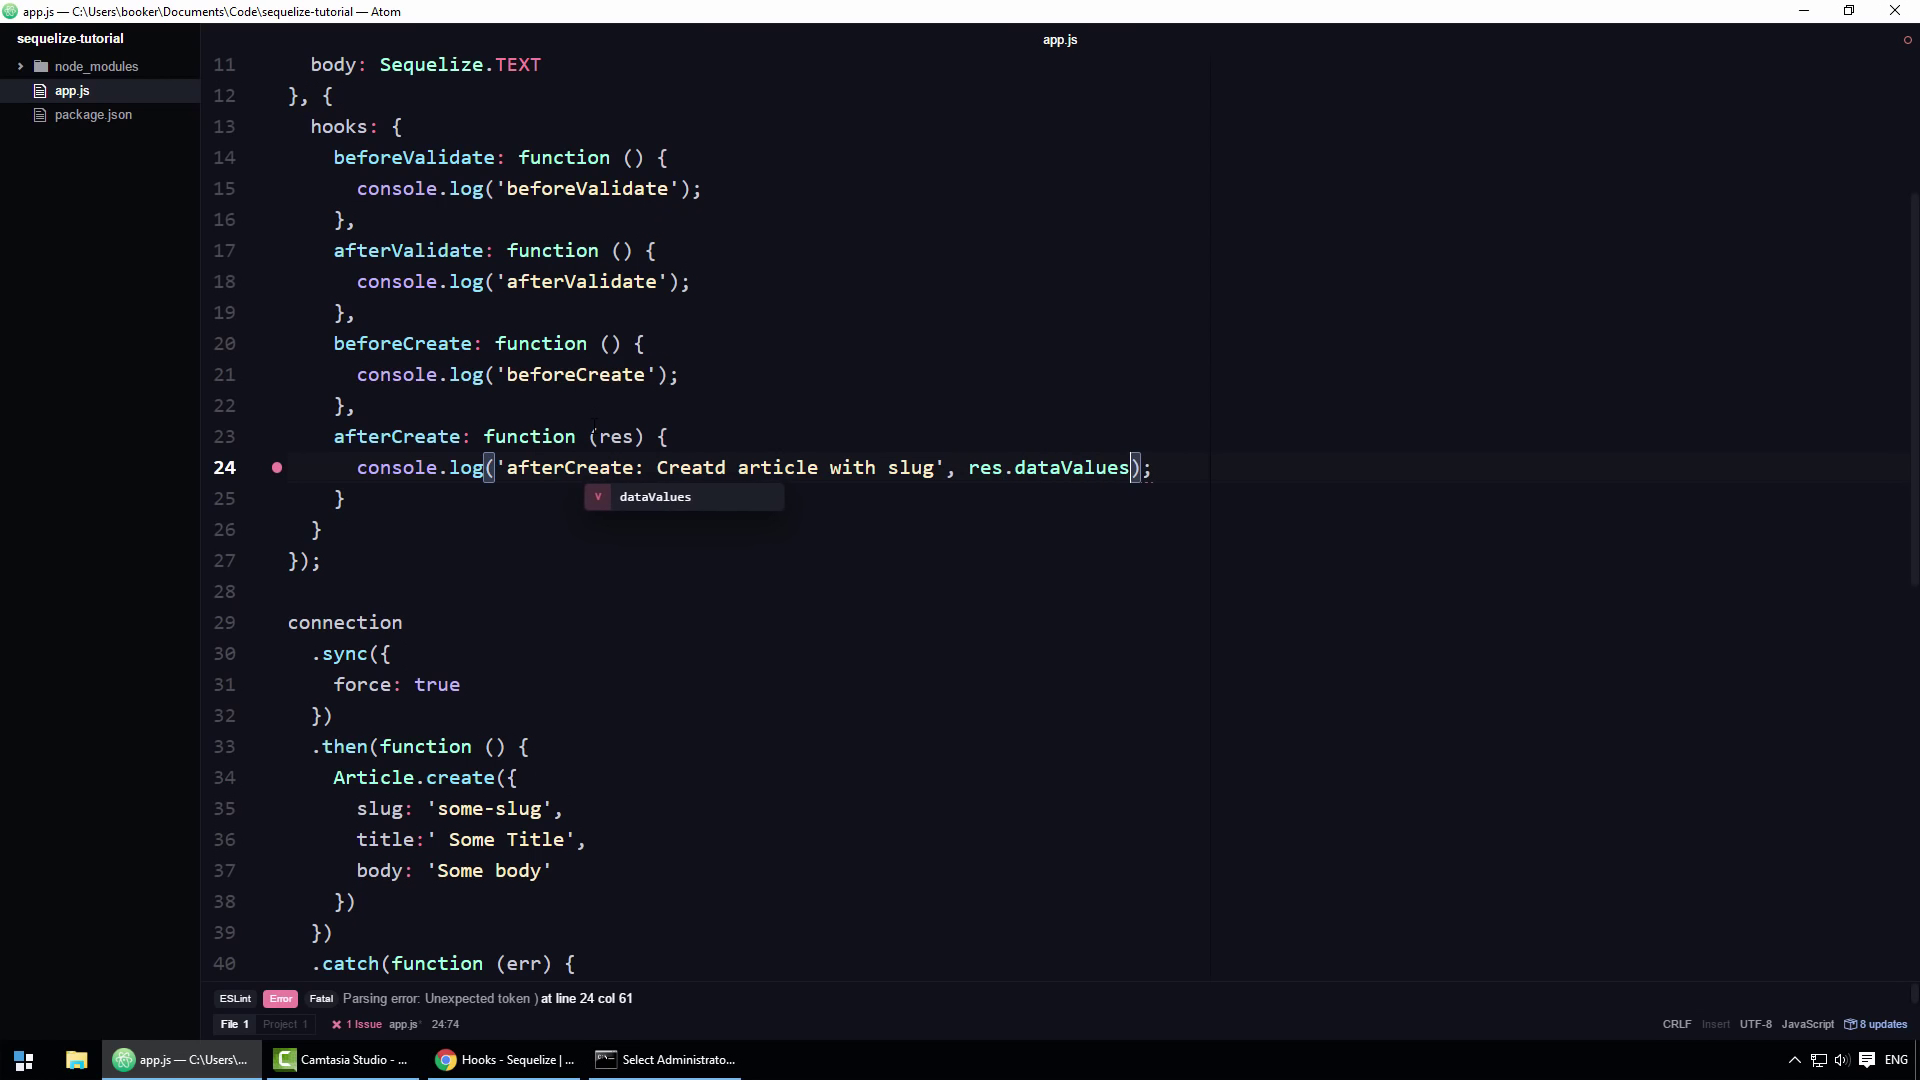 app.js — C:\Users\booker\Documents\Code\sequelize-tutorial — Atom
sequelize-tutorial
node_modules
app.js
package.json
app.js
11 body: Sequelize.TEXT
12 }, {
13 hooks: {
14 beforeValidate: function () {
15 console.log('beforeValidate');
16 },
17 afterValidate: function () {
18 console.log('afterValidate');
19 },
20 beforeCreate: function () {
21 console.log('beforeCreate');
22 },
23 afterCreate: function (res) {
24 console.log('afterCreate: Creatd article with slug', res.dataValues);
v dataValues
25 }
26 }
27 });
28
29 connection
30 .sync({
31 force: true
32 })
33 .then(function () {
34 Article.create({
35 slug: 'some-slug',
36 title:' Some Title',
37 body: 'Some body'
38 })
39 })
40 .catch(function (err) {
ESLint Error Fatal Parsing error: Unexpected token ) at line 24 col 61
File 1 Project 1 1 Issue app.js* 24:74 CRLF Insert UTF-8 JavaScript 8 updates
app.js — C:\Users\... Camtasia Studio - ... Hooks - Sequelize | ... Select Administrato... ENG